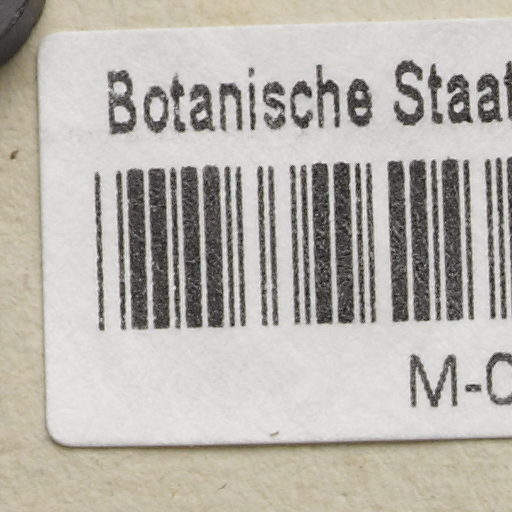 Botanische Staat
M-